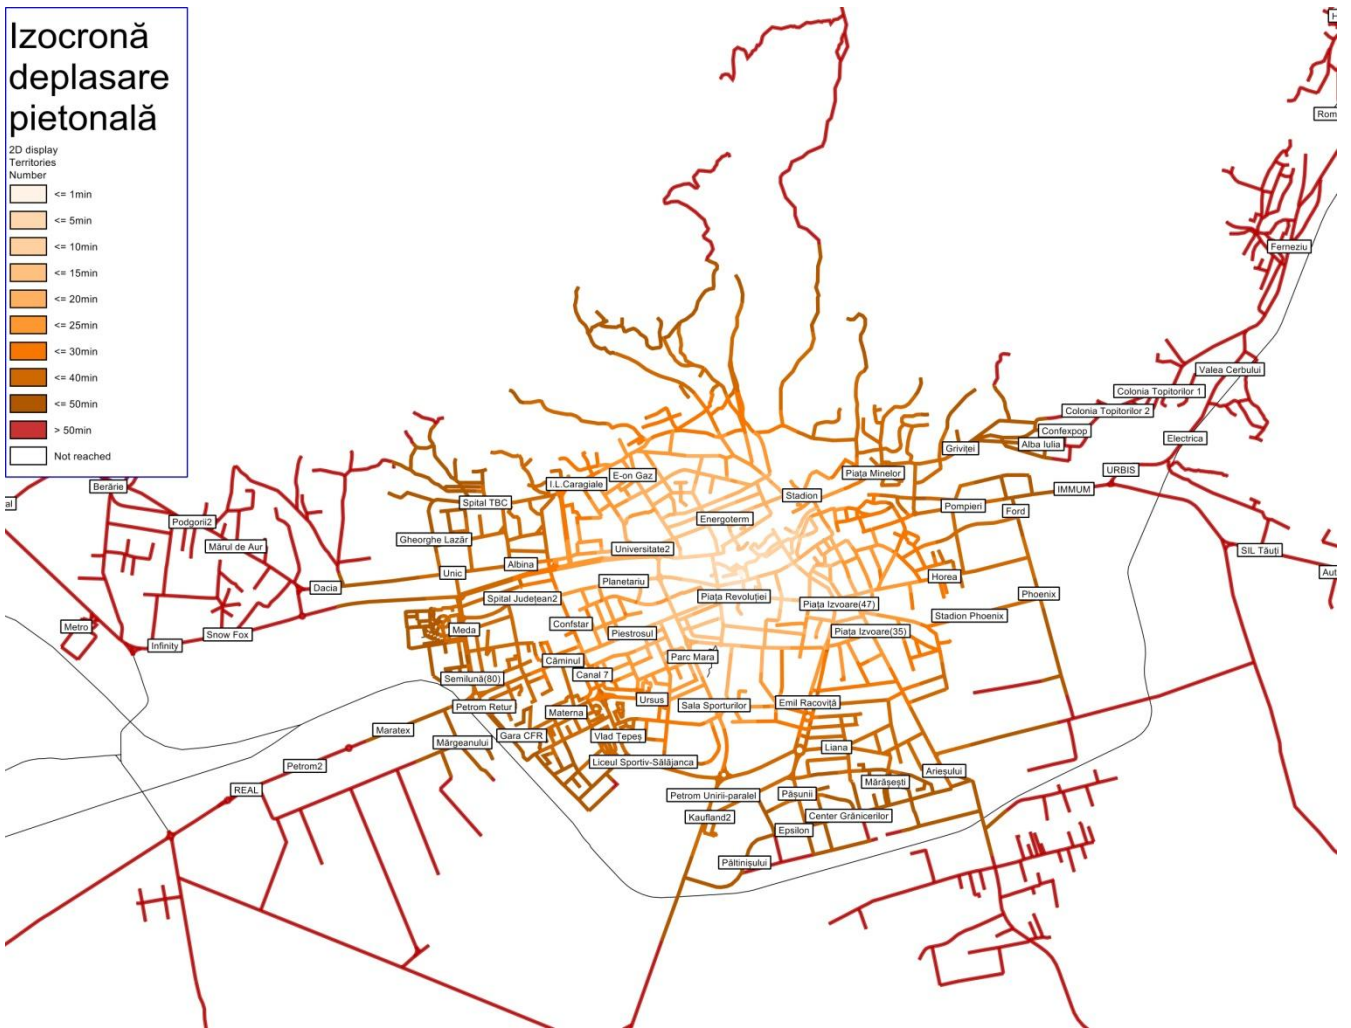 Izocronă
deplasare
pietonală
2D display
Territories
Number
<= 1min
<= 5min
<= 10min
<= 15min
<= 20min
<= 25min
<= 30min
<= 40min
<= 50min
> 50min
Not reached
Ferneziu
Valea Cerbului
Colonia Topitorilor 1
Colonia Topitorilor 2
Confexpop
Electrica
Alba Iulia
Griviței
URBIS
Piața Minelor
E-on Gaz
I.L.Caragiale
Berărie
IMMUM
Stadion
Spital TBC
Pompieri
Ford
Podgorii2
Energoterm
Gheorghe Lazăr
Mărul de Aur
Universitate2
SIL Tăuți
Albina
Unic
Aut
Horea
Planetariu
Dacia
Phoenix
Piața Revoluției
Spital Județean2
Piața Izvoare(47)
Stadion Phoenix
Confstar
Metro
Meda
Piața Izvoare(35)
Piestrosul
Snow Fox
Infinity
Parc Mara
Căminul
Canal 7
Semilună(80)
Ursus
Emil Racoviță
Sala Sporturilor
Petrom Retur
Materna
Maratex
Gara CFR
Vlad Țepeș
Mărgeanului
Liana
Liceul Sportiv-Sălăjanca
Petrom2
Arieșului
Mărășești
REAL
Pășunii
Petrom Unirii-paralel
Center Grănicerilor
Kaufland2
Epsilon
Păltinișului